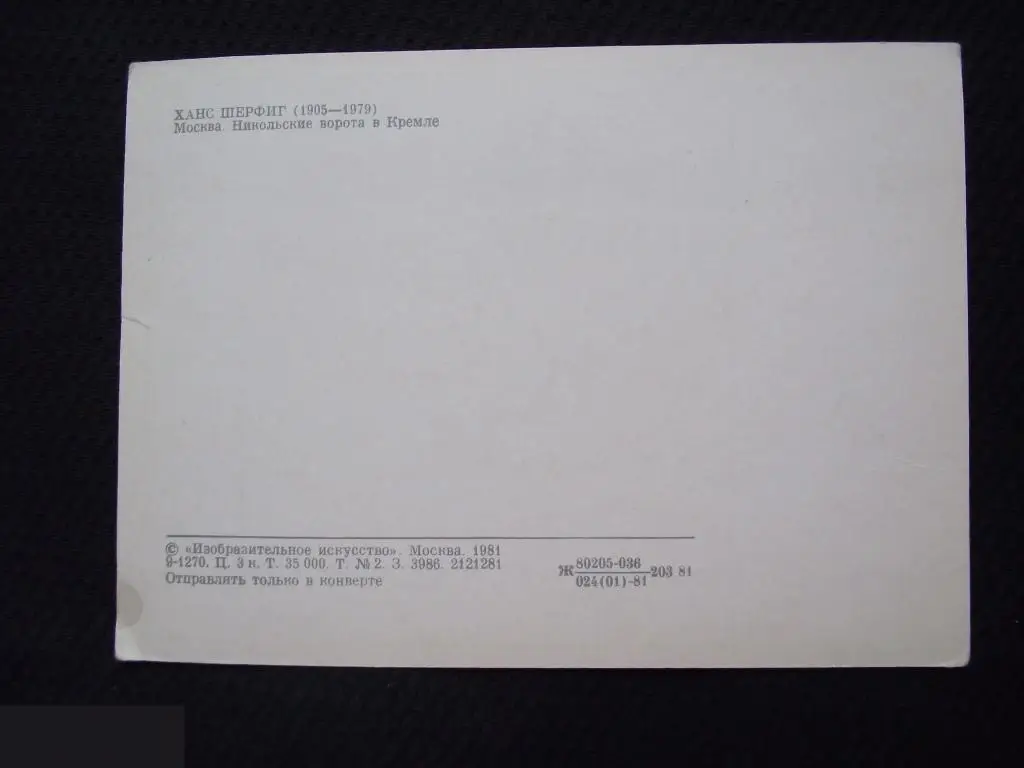 ХАНС ШЕРФИГ (1905—1979)
Москва. Никольские ворота в Кремле
© «Изобразительное искусство». Москва. 1981
9-1270. Ц. 3 к. Т. 35 000. Т. № 2. З. 3986. 2121281
Отправлять только в конверте
Ж 80205-036
024(01)-81 203 81